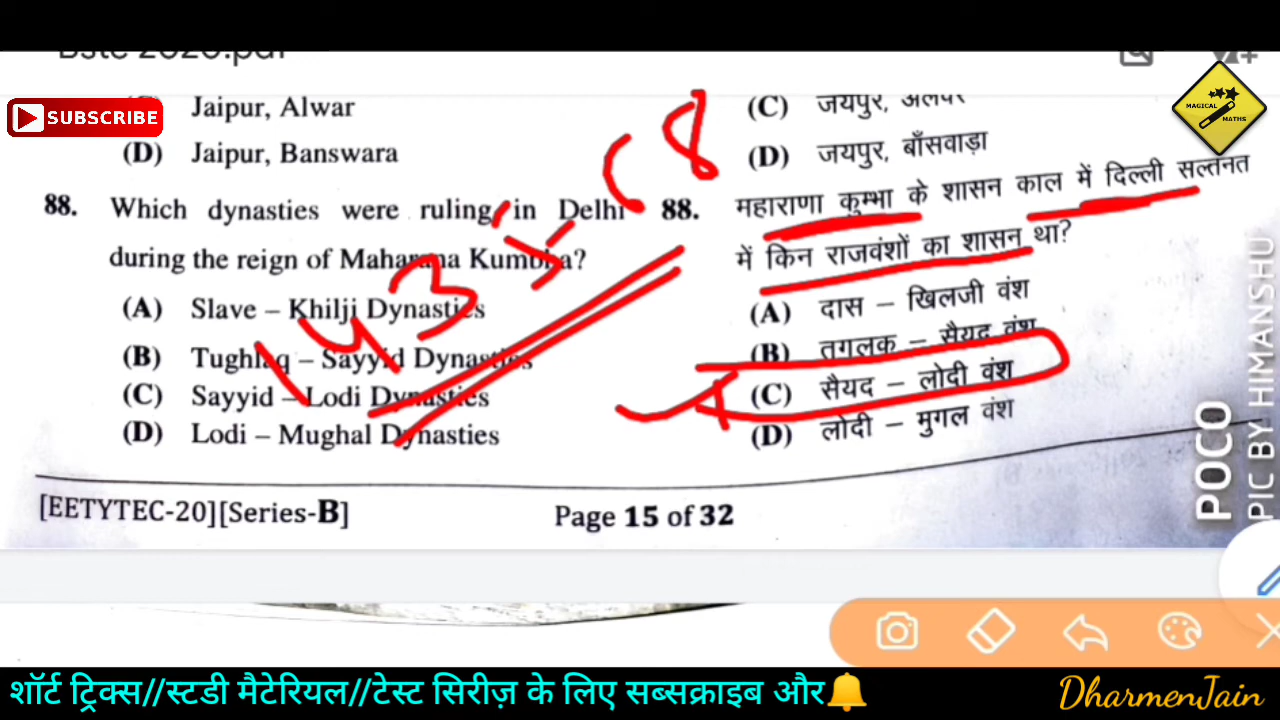 Bstc 2020.pdf
SUBSCRIBE
MAGICAL
MATHS
Jaipur, Alwar
(D) Jaipur, Banswara
88. Which dynasties were ruling in Delhi
during the reign of Maharana Kumbha?
(A) Slave – Khilji Dynasties
(B) Tughlaq – Sayyid Dynasties
(C) Sayyid – Lodi Dynasties
(D) Lodi – Mughal Dynasties
(C) जयपुर, अलवर
(D) जयपुर, बाँसवाड़ा
88. महाराणा कुम्भा के शासन काल में दिल्ली सल्तनत
में किन राजवंशों का शासन था?
(A) दास – खिलजी वंश
(B) तुगलक – सैयद वंश
(C) सैयद – लोदी वंश
(D) लोदी – मुगल वंश
[EETYTEC-20][Series-B]
Page 15 of 32
POCO
PIC BY HIMANSHU
शॉर्ट ट्रिक्स//स्टडी मैटेरियल//टेस्ट सिरीज़ के लिए सब्सक्राइब और
DharmenJain